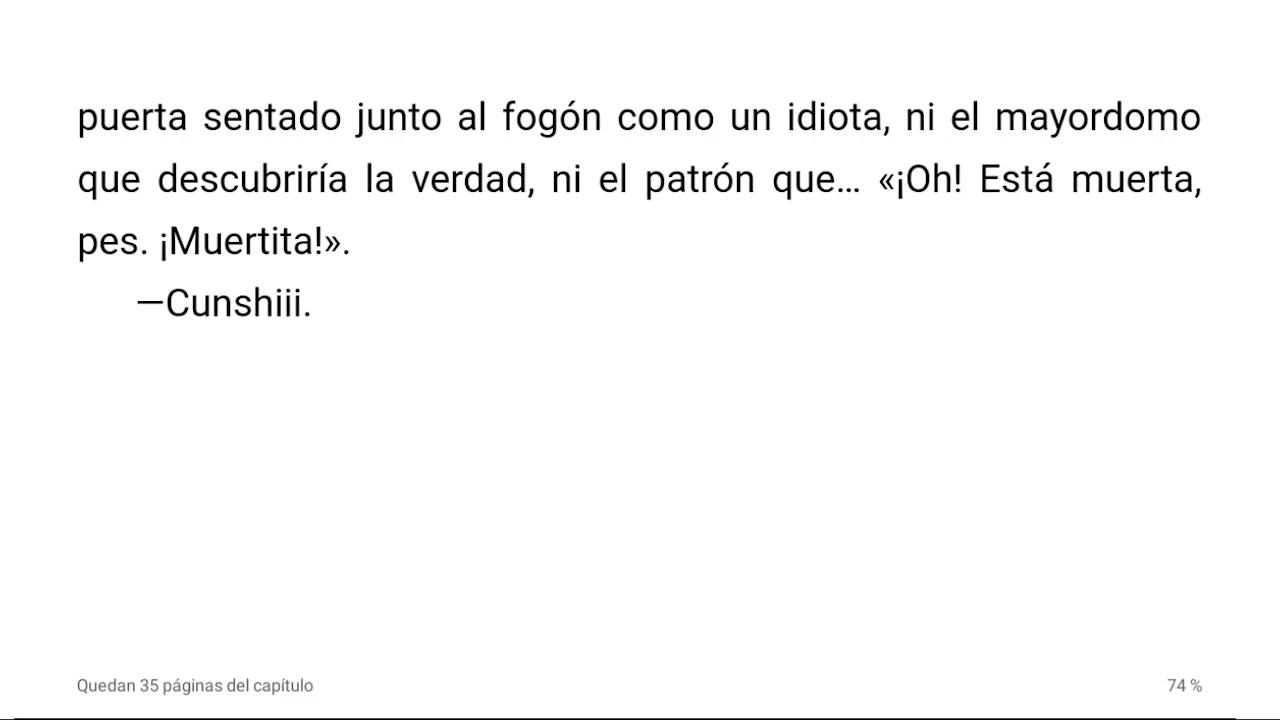 puerta sentado junto al fogón como un idiota, ni el mayordomo
que descubriría la verdad, ni el patrón que… «¡Oh! Está muerta,
pes. ¡Muertita!».
—Cunshiii.
Quedan 35 páginas del capítulo
74 %